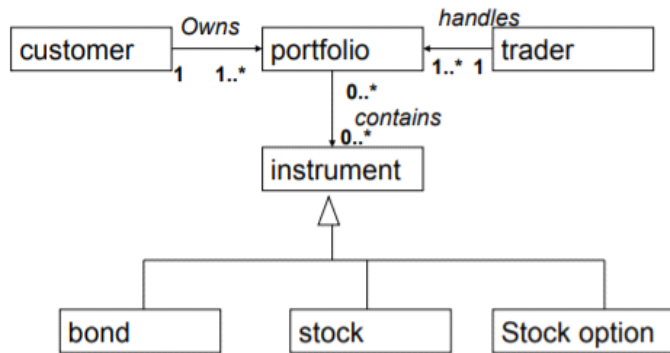 Owns
handles
customer
portfolio
trader
1
1..*
1..*
1
0..*
contains
0..*
instrument
bond
stock
Stock option